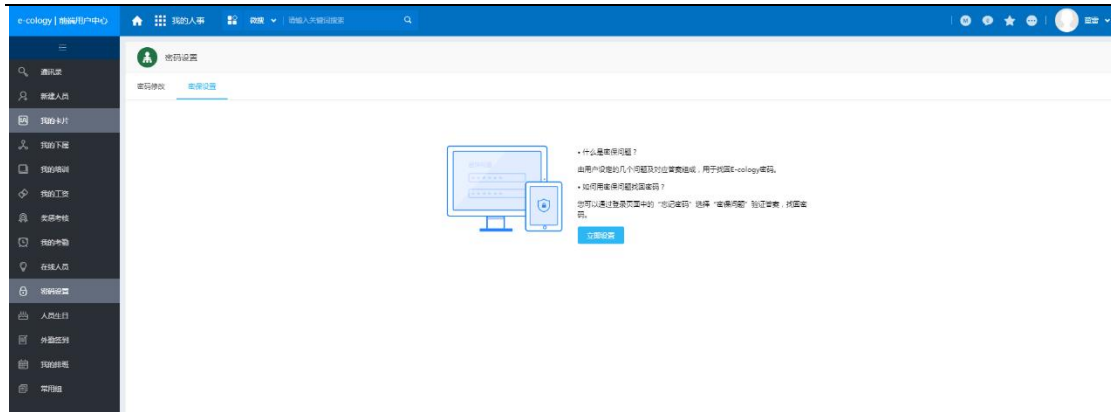 e-cology | 前端用户中心
我的人事
微搜
请输入关键词搜索
密码设置
密码修改
密保设置
通讯录
新建人员
我的卡片
我的下属
我的培训
我的工资
奖惩考核
我的考勤
在线人员
密码设置
人员生日
外勤签到
我的排班
常用组
• 什么是密保问题？
由用户设定的几个问题及对应答案组成，用于找回E-cology密码。
• 如何用密保问题找回密码？
您可以通过登录页面中的“忘记密码”选择“密保问题”验证答案，找回密
码。
立即设置